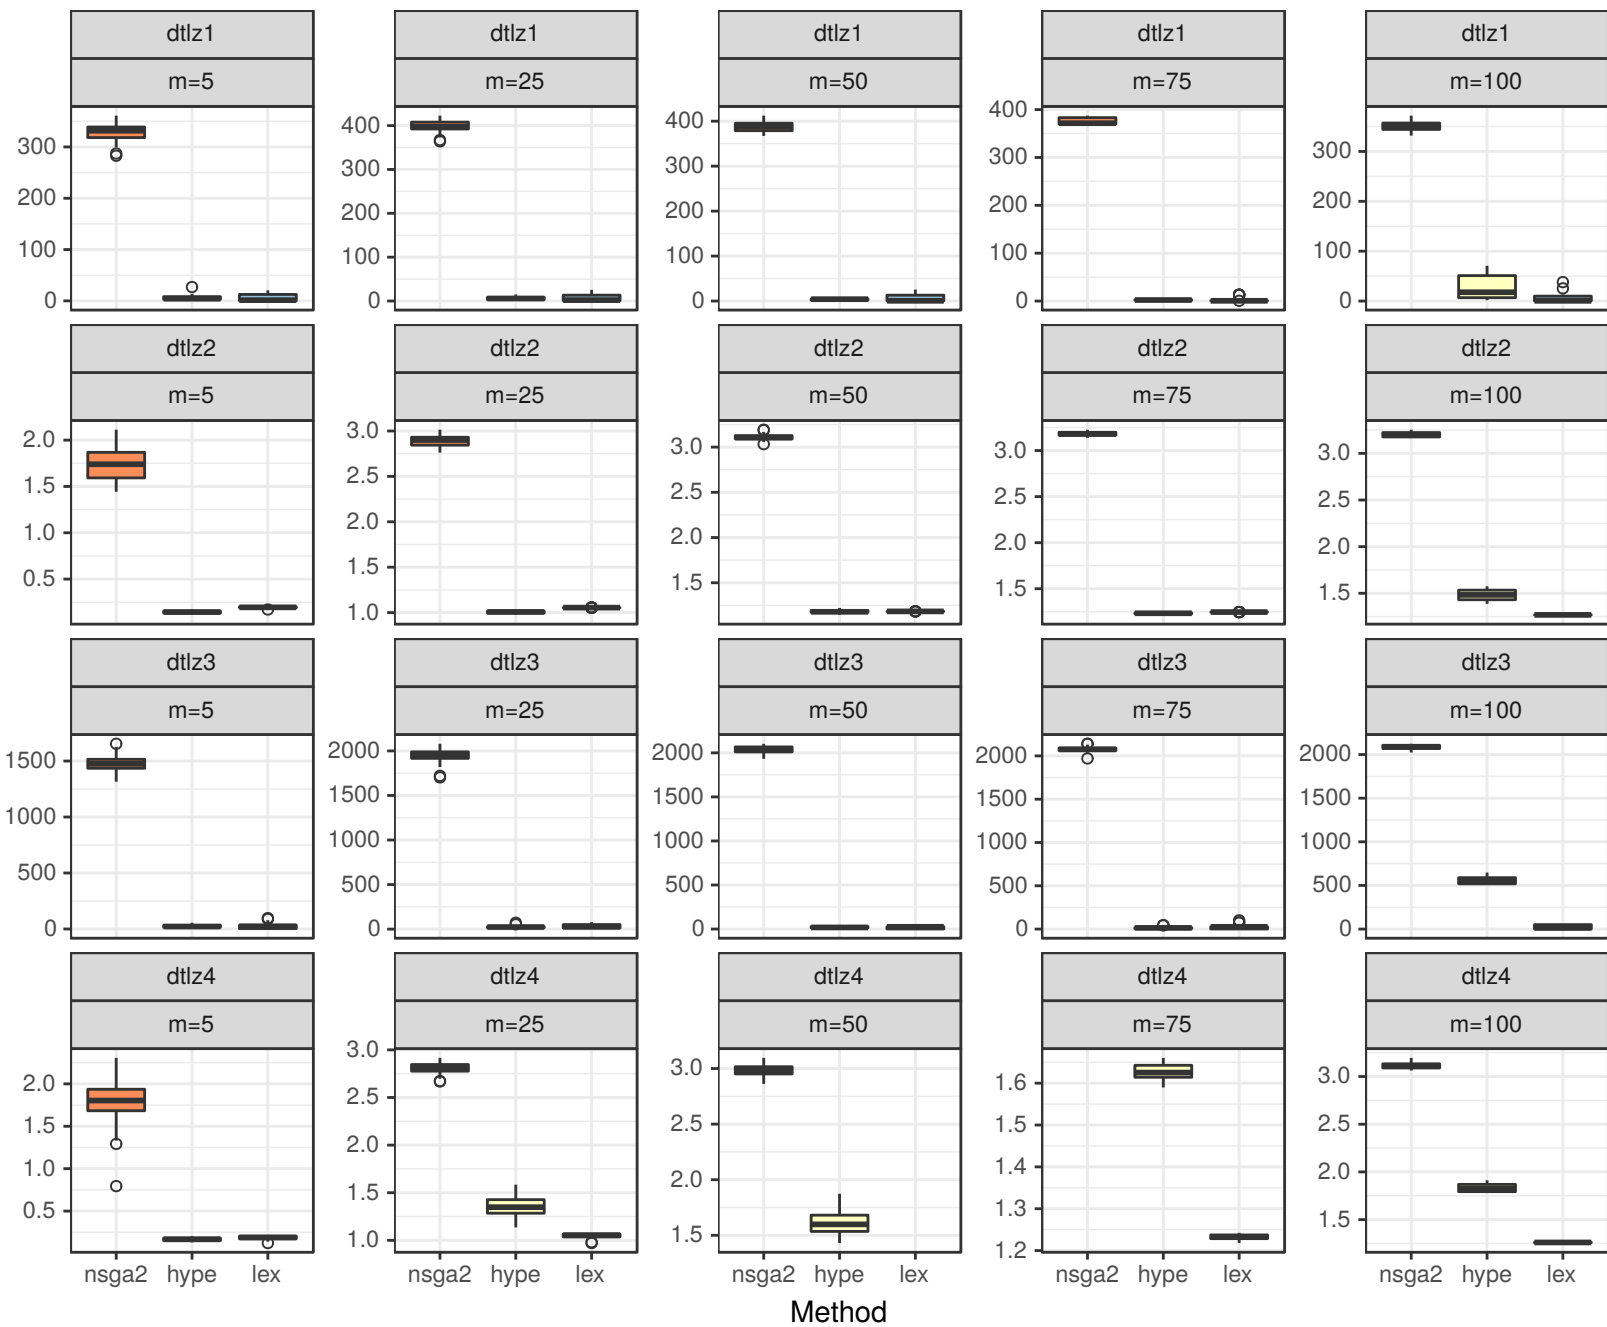 dtlz1 dtlz1 dtlz1 dtlz1 dtlz1
m=5 m=25 m=50 m=75 m=100
300 200 100 0
400 300 200 100 0
400 300 200 100 0
400 300 200 100 0
300 200 100 0
dtlz2 dtlz2 dtlz2 dtlz2 dtlz2
m=5 m=25 m=50 m=75 m=100
2.0 1.5 1.0 0.5
3.0 2.5 2.0 1.5 1.0
3.0 2.5 2.0 1.5
3.0 2.5 2.0 1.5
3.0 2.5 2.0 1.5
dtlz3 dtlz3 dtlz3 dtlz3 dtlz3
m=5 m=25 m=50 m=75 m=100
1500 1000 500 0
2000 1500 1000 500 0
2000 1500 1000 500 0
2000 1500 1000 500 0
2000 1500 1000 500 0
dtlz4 dtlz4 dtlz4 dtlz4 dtlz4
m=5 m=25 m=50 m=75 m=100
2.0 1.5 1.0 0.5
3.0 2.5 2.0 1.5 1.0
3.0 2.5 2.0 1.5
1.6 1.5 1.4 1.3 1.2
3.0 2.5 2.0 1.5
nsga2 hype lex nsga2 hype lex nsga2 hype lex nsga2 hype lex nsga2 hype lex
Method